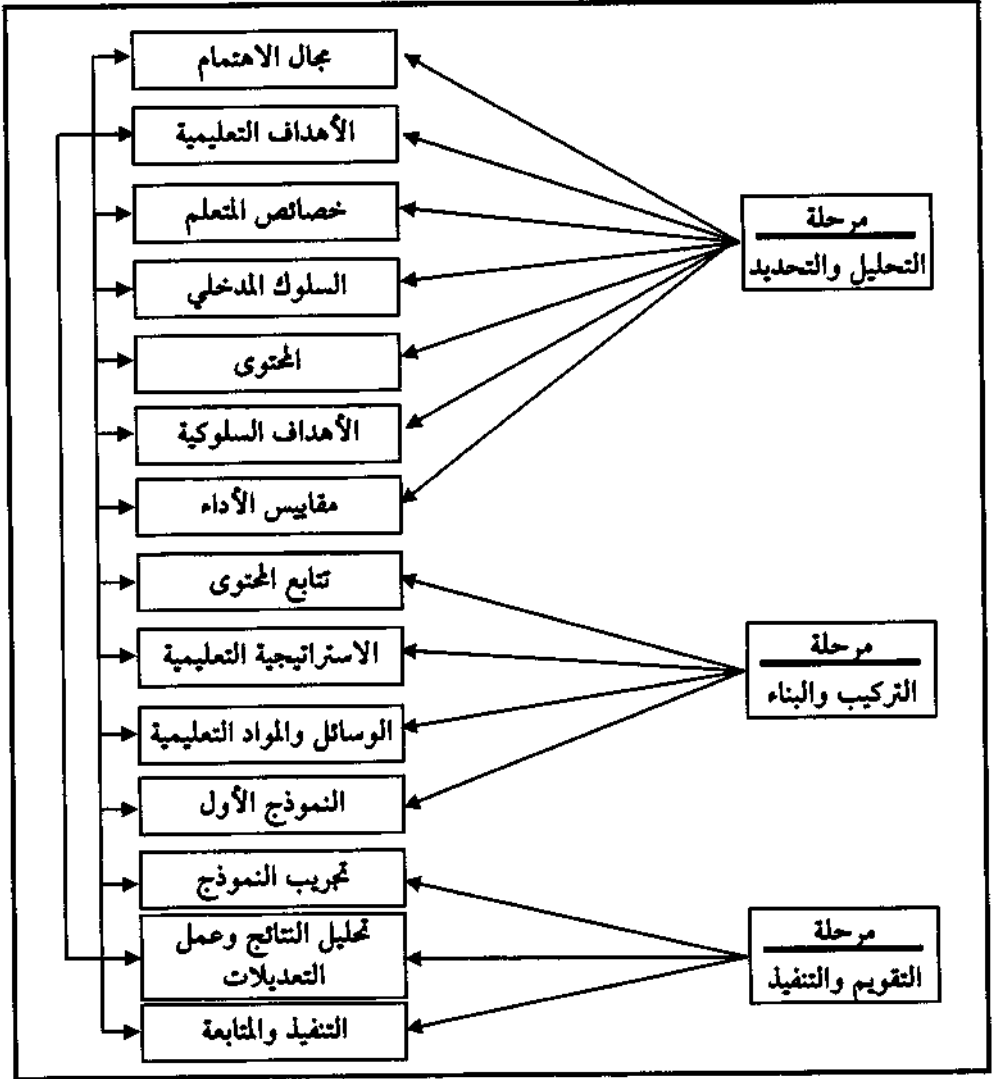 مجال الاهتمام
الأهداف التعليمية
خصائص المتعلم
السلوك المدخلي
المحتوى
الأهداف السلوكية
مقاييس الأداء
مرحلة
التحليل والتحديد
تتابع المحتوى
الاستراتيجية التعليمية
الوسائل والمواد التعليمية
النموذج الأول
مرحلة
التركيب والبناء
تجريب النموذج
تحليل النتائج وعمل
التعديلات
التنفيذ والمتابعة
مرحلة
التقويم والتنفيذ